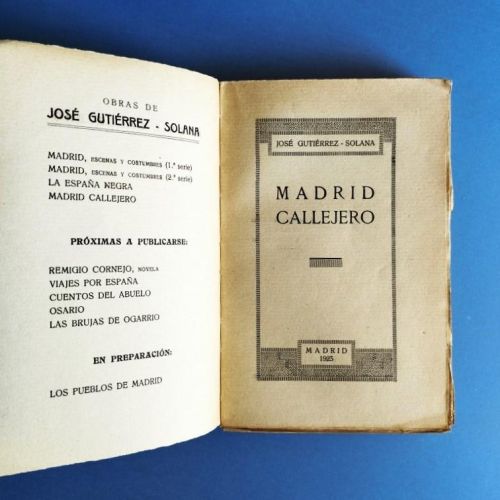 OBRAS DE
JOSÉ GUTIÉRREZ - SOLANA
MADRID, ESCENAS Y COSTUMBRES (1.ª serie)
MADRID, ESCENAS Y COSTUMBRES (2.ª serie)
LA ESPAÑA NEGRA
MADRID CALLEJERO
PRÓXIMAS A PUBLICARSE:
REMIGIO CORNEJO, NOVELA
VIAJES POR ESPAÑA
CUENTOS DEL ABUELO
OSARIO
LAS BRUJAS DE OGARRIO
EN PREPARACIÓN:
LOS PUEBLOS DE MADRID
JOSÉ GUTIÉRREZ - SOLANA
MADRID
CALLEJERO
MADRID
1923